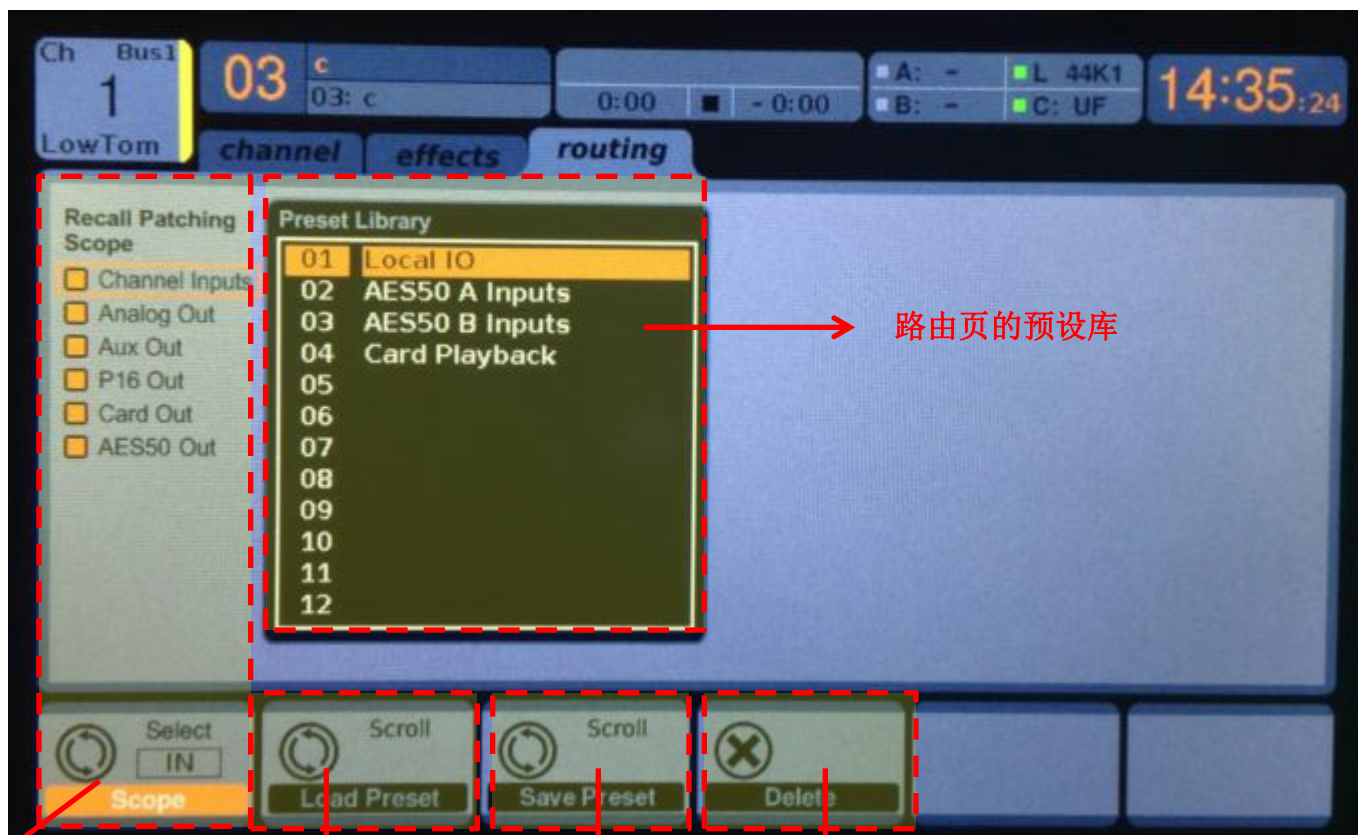 Ch Bus1
1
LowTom
03
c
03: c
0:00 - 0:00
A: - L 44K1
B: - C: UF
14:35:24
channel effects routing
Recall Patching
Scope
Channel Inputs
Analog Out
Aux Out
P16 Out
Card Out
AES50 Out
Preset Library
01 Local IO
02 AES50 A Inputs
03 AES50 B Inputs
04 Card Playback
05
06
07
08
09
10
11
12
路由页的预设库
Select
IN
Scope
Scroll
Load Preset
Scroll
Save Preset
Delete